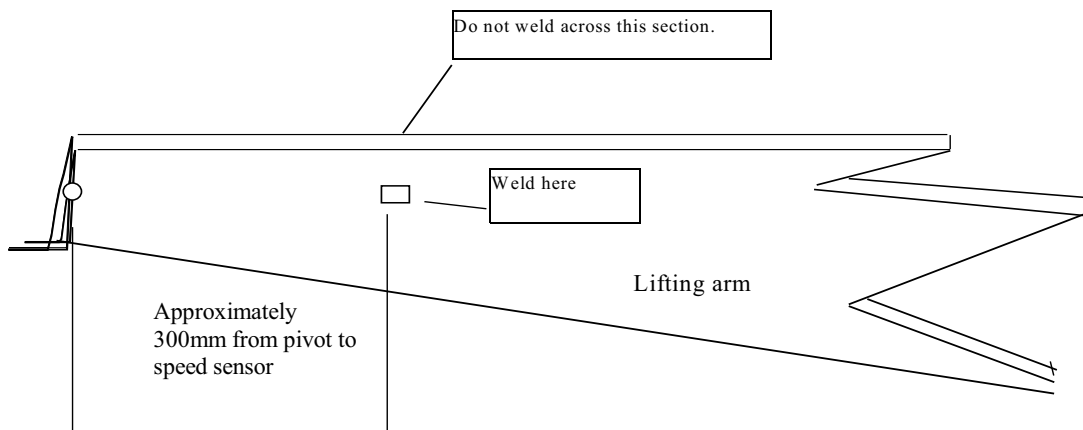 Do not weld across this section.
Weld here
Lifting arm
Approximately
300mm from pivot to
speed sensor